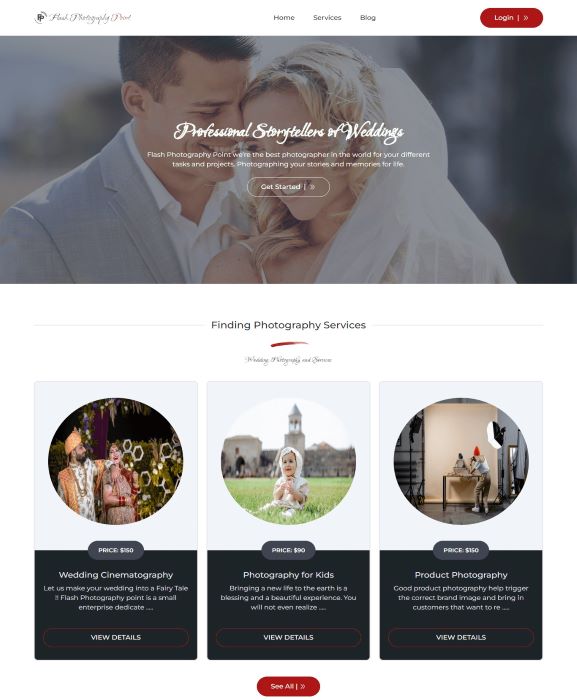 Flash Photography Point
Home Services Blog
Login | »
Professional Storytellers of Weddings
Flash Photography Point we're the best photographer in the world for your different
tasks and projects. Photographing your stories and memories for life.
Get Started | »
Finding Photography Services
Wedding, Photography and Services
PRICE: $150
Wedding Cinematography
Let us make your wedding into a Fairy Tale
!! Flash Photography point is a small
enterprise dedicate .....
VIEW DETAILS
PRICE: $90
Photography for Kids
Bringing a new life to the earth is a
blessing and a beautiful experience. You
will not even realize ....
VIEW DETAILS
PRICE: $150
Product Photography
Good product photography help trigger
the correct brand image and bring in
customers that want to re .....
VIEW DETAILS
See All | »